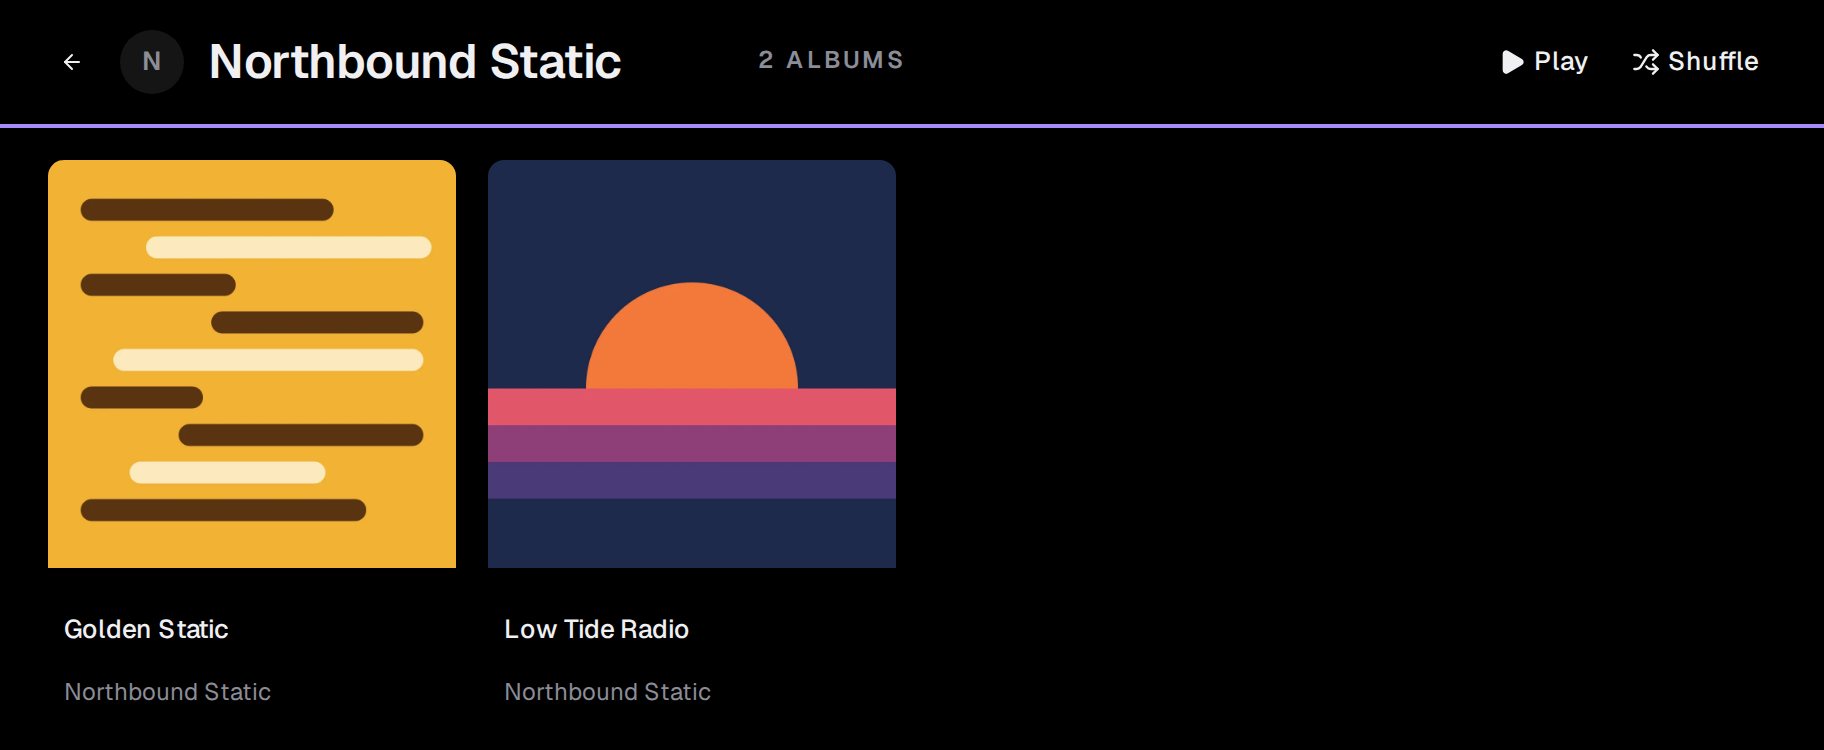 N
Northbound Static
2 ALBUMS
Play
Shuffle
Golden Static
Northbound Static
Low Tide Radio
Northbound Static